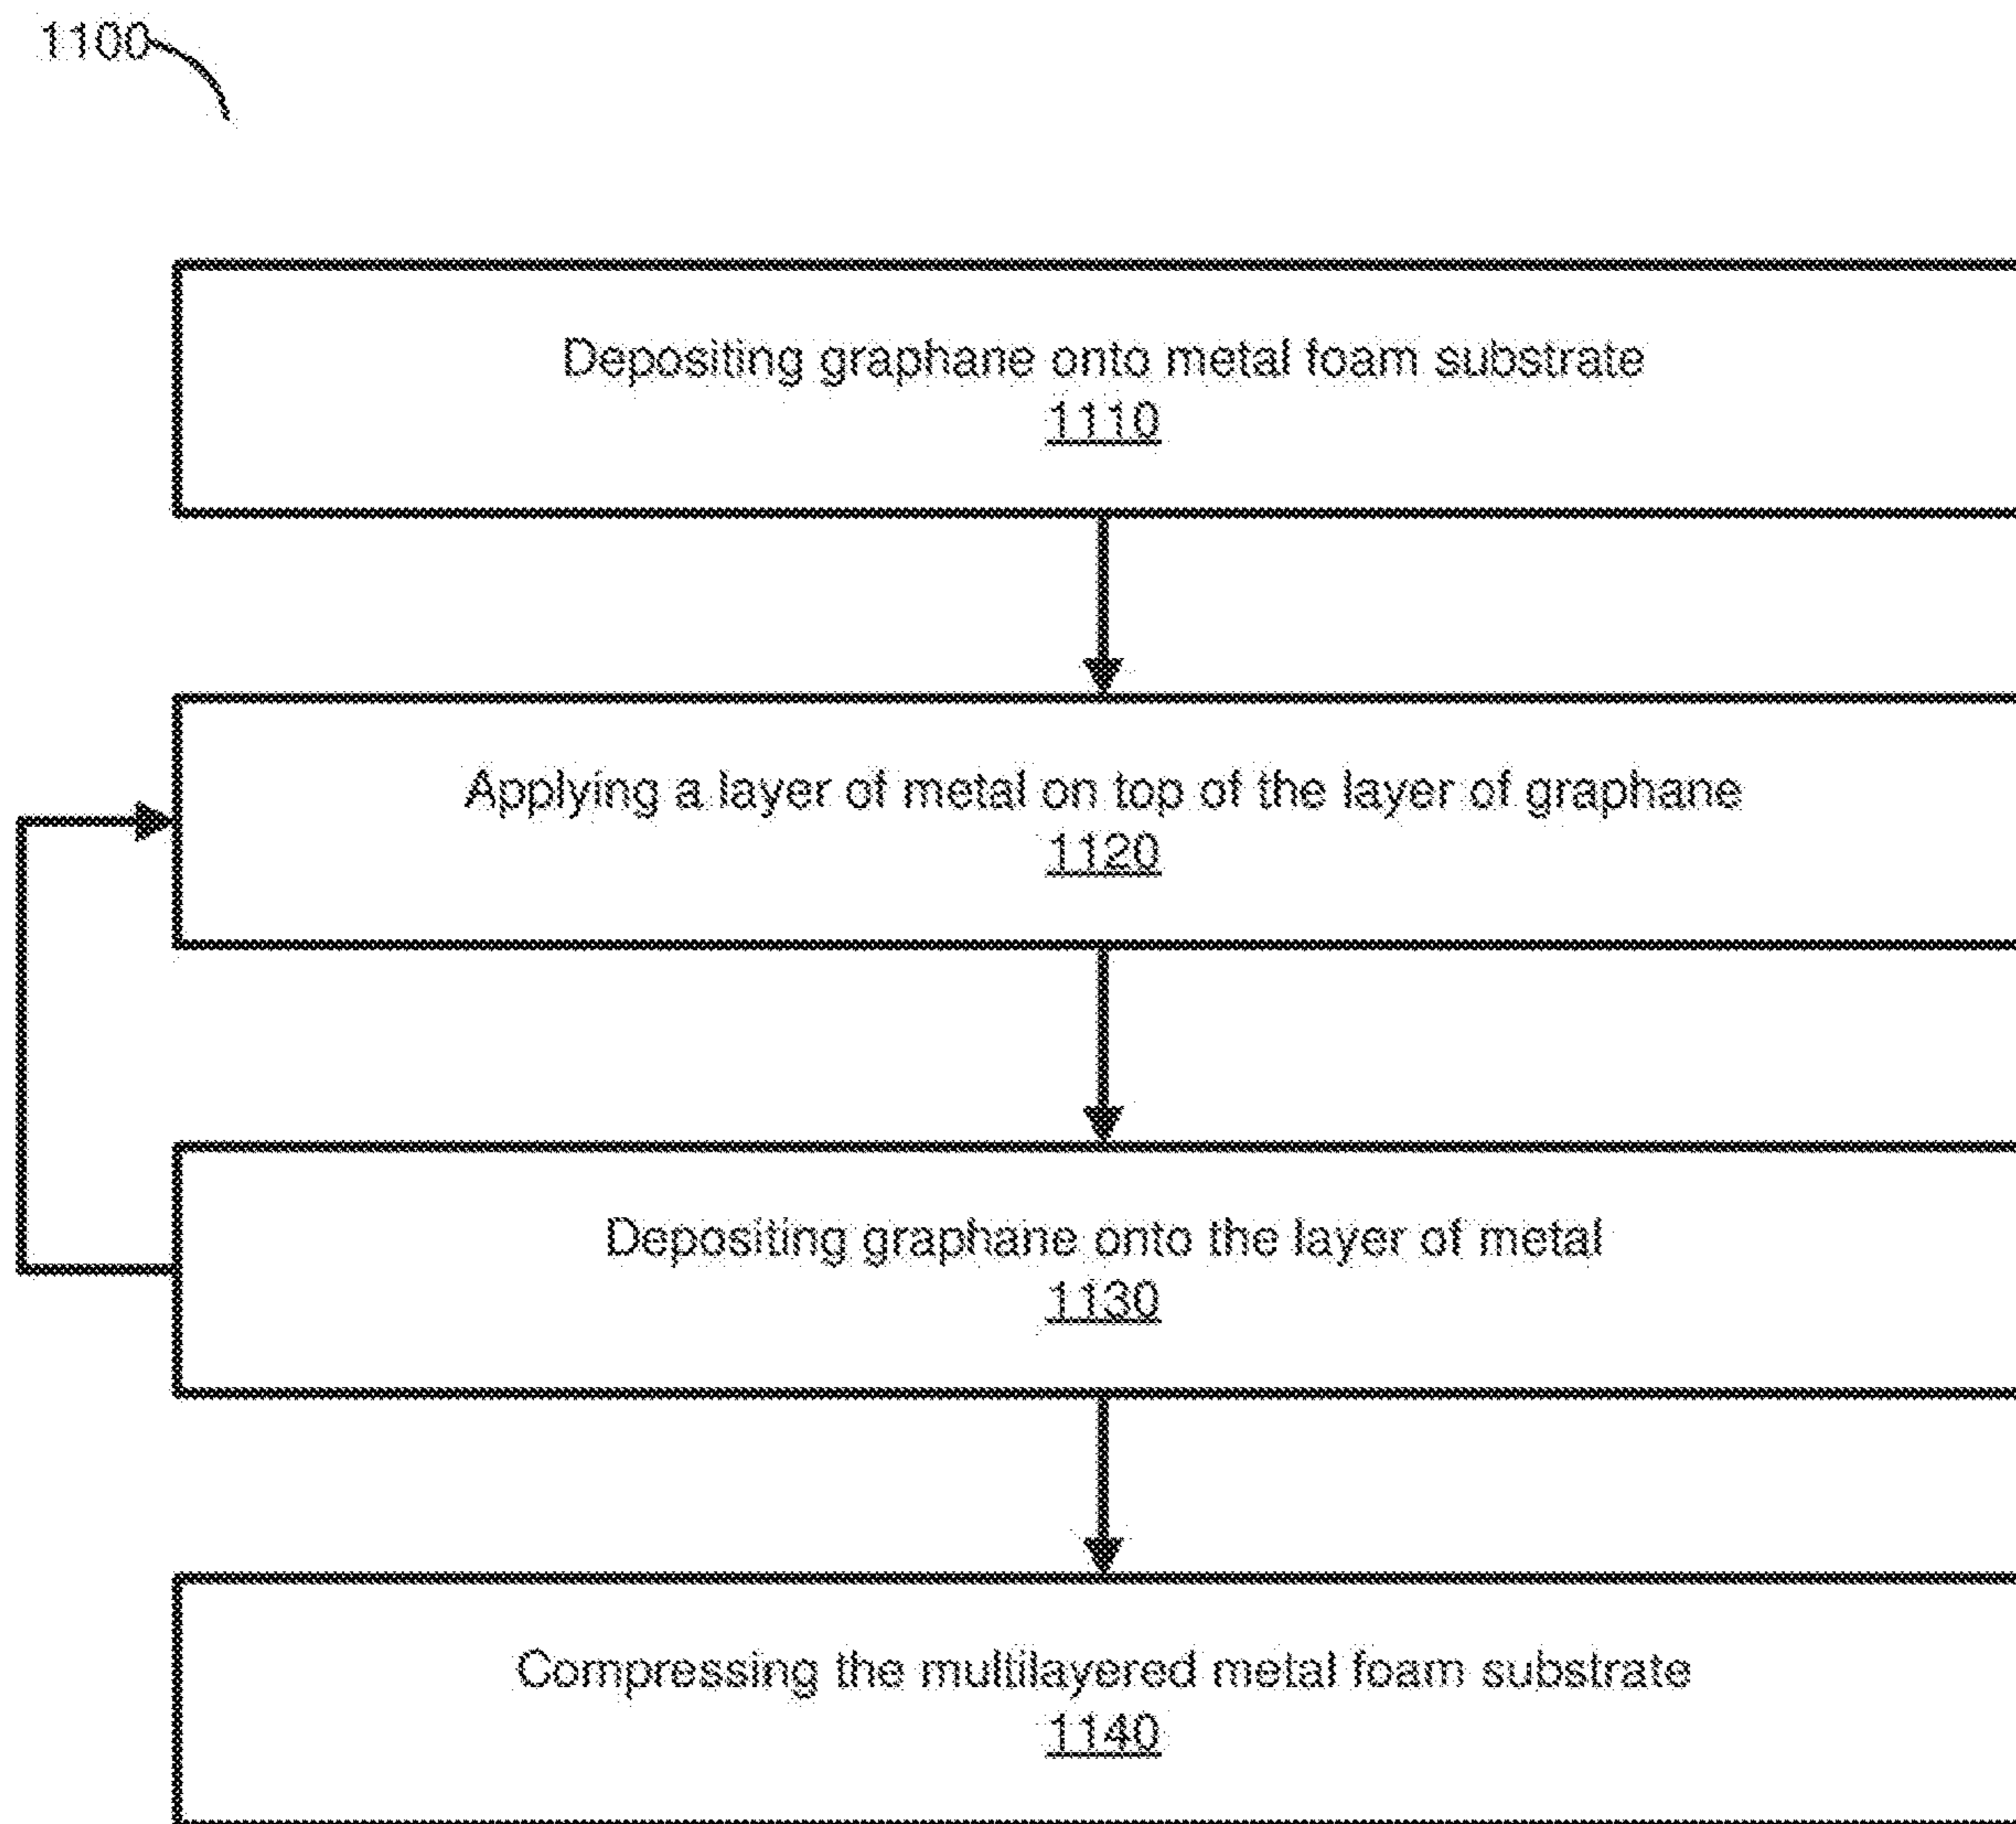 1100
Depositing graphane onto metal foam substrate
1110
Applying a layer of metal on top of the layer of graphane
1120
Depositing graphane onto the layer of metal
1130
Compressing the multilayered metal foam substrate
1140